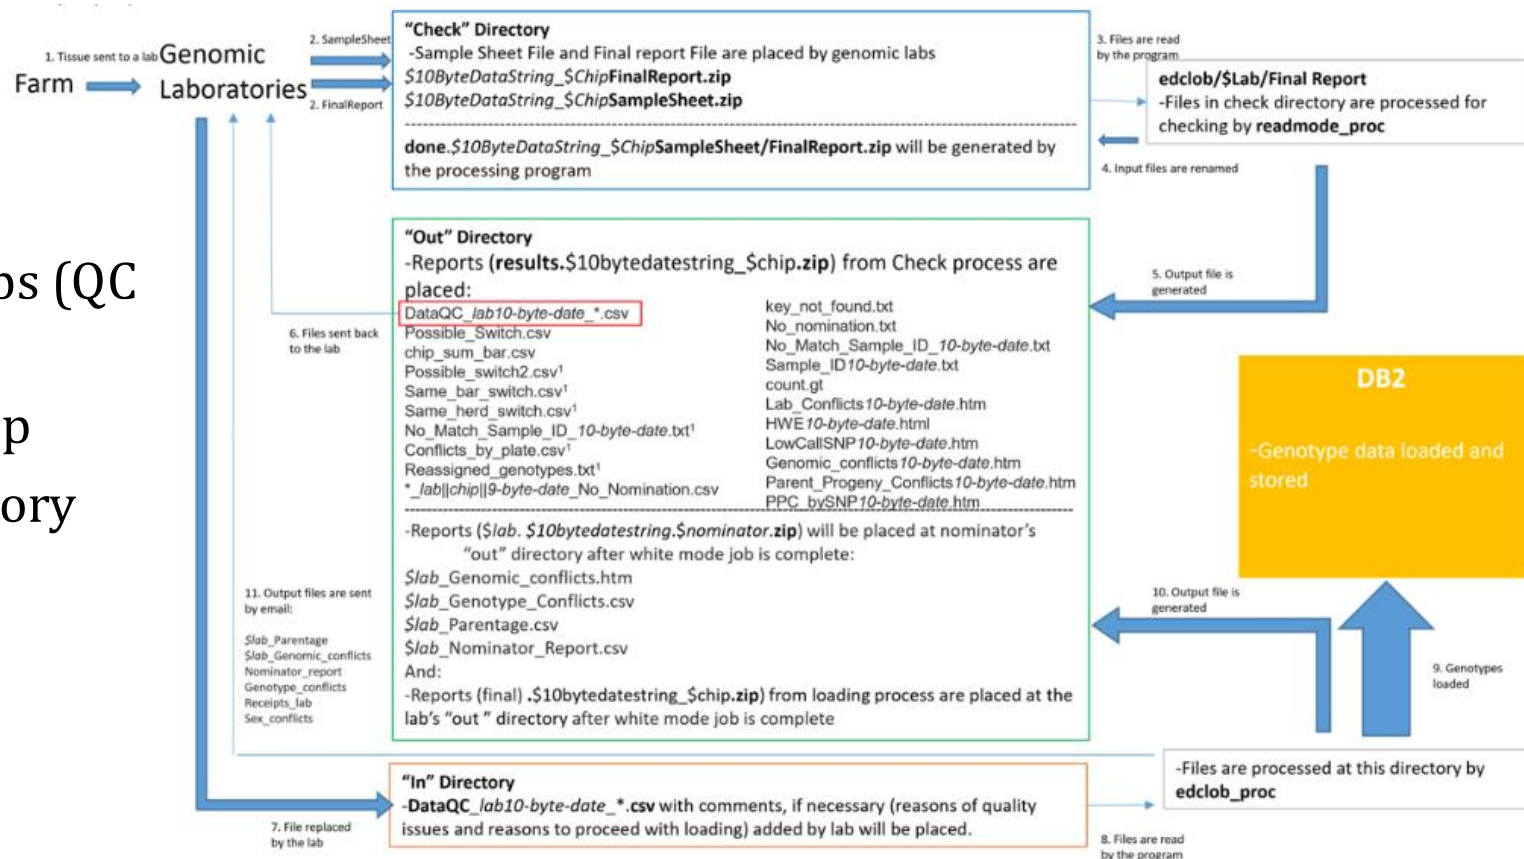 1. Tissue sent to a lab
Farm
Genomic
Laboratories
2. SampleSheet
2. FinalReport
"Check" Directory
-Sample Sheet File and Final report File are placed by genomic labs
$10ByteDataString_$ChipFinalReport.zip
$10ByteDataString_$ChipSampleSheet.zip
done.$10ByteDataString_$ChipSampleSheet/FinalReport.zip will be generated by
the processing program
3. Files are read
by the program
edclob/$Lab/Final Report
-Files in check directory are processed for
checking by readmode_proc
4. Input files are renamed
5. Output file is
generated
"Out" Directory
-Reports (results.$10bytedatestring_$chip.zip) from Check process are
placed:
DataQC_lab10-byte-date_*.csv
Possible_Switch.csv
chip_sum_bar.csv
Possible_switch2.csv¹
Same_bar_switch.csv¹
Same_herd_switch.csv¹
No_Match_Sample_ID_10-byte-date.txt¹
Conflicts_by_plate.csv¹
Reassigned_genotypes.txt¹
*_lab||chip||9-byte-date_No_Nomination.csv
key_not_found.txt
No_nomination.txt
No_Match_Sample_ID_10-byte-date.txt
Sample_ID10-byte-date.txt
count.gt
Lab_Conflicts10-byte-date.htm
HWE10-byte-date.html
LowCallSNP10-byte-date.htm
Genomic_conflicts10-byte-date.htm
Parent_Progeny_Conflicts10-byte-date.htm
PPC_bySNP10-byte-date.htm
-Reports ($lab. $10bytedatestring.$nominator.zip) will be placed at nominator's
"out" directory after white mode job is complete:
$lab_Genomic_conflicts.htm
$lab_Genotype_Conflicts.csv
$lab_Parentage.csv
$lab_Nominator_Report.csv
And:
-Reports (final) .$10bytedatestring_$chip.zip) from loading process are placed at the
lab's "out " directory after white mode job is complete
6. Files sent back
to the lab
os (QC
p
ory
DB2
-Genotype data loaded and
stored
9. Genotypes
loaded
10. Output file is
generated
11. Output files are sent
by email:
$lab_Parentage
$lab_Genomic_conflicts
Nominator_report
Genotype_conflicts
Receipts_lab
Sex_conflicts
-Files are processed at this directory by
edclob_proc
"In" Directory
-DataQC_lab10-byte-date_*.csv with comments, if necessary (reasons of quality
issues and reasons to proceed with loading) added by lab will be placed.
7. File replaced
by the lab
8. Files are read
by the program